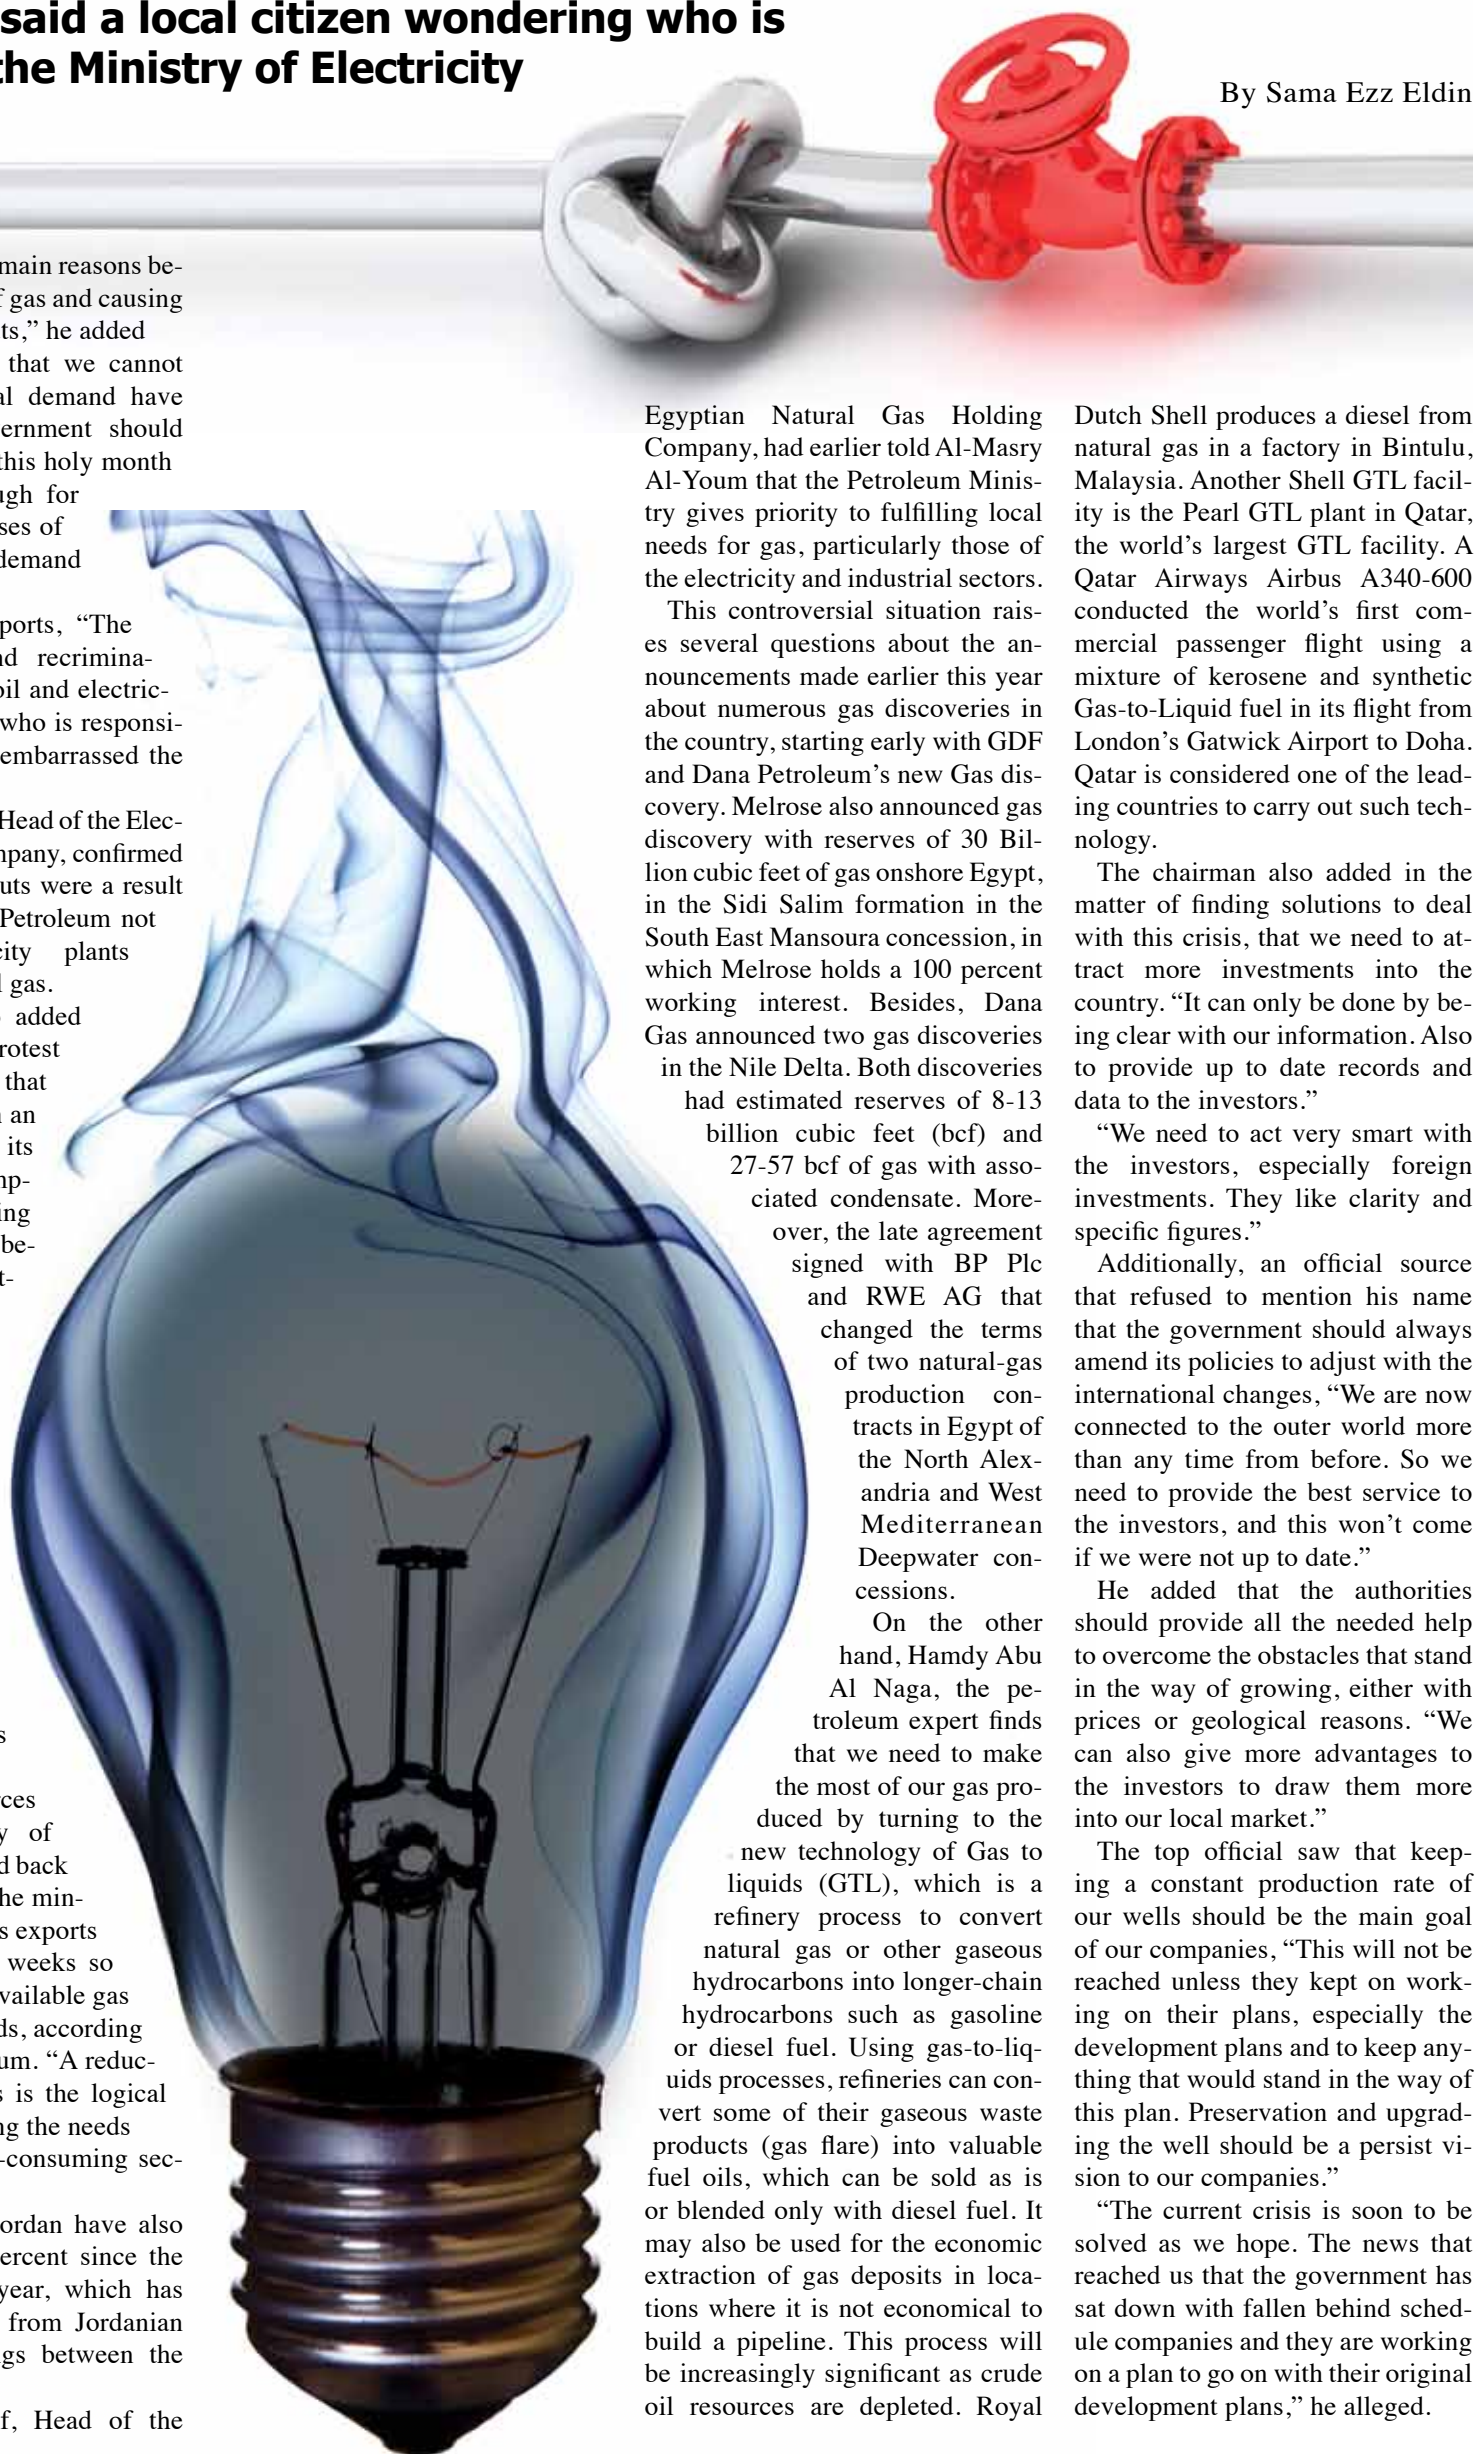 said a local citizen wondering who is
the Ministry of Electricity
By Sama Ezz Eldin
main reasons be-
f gas and causing
ts,” he added
that we cannot
al demand have
ernment should
this holy month
ugh for
ses of
demand
ports, “The
nd recrimina-
oil and electric-
who is responsi-
embarrassed the
Head of the Elec-
mpany, confirmed
uts were a result
Petroleum not
city plants
l gas.
added
rotest
that
an
its
mp-
ing
be-
t-
s
rces
y of
d back
he min-
s exports
weeks so
vailable gas
ds, according
um. “A reduc-
s is the logical
ng the needs
-consuming sec-
ordan have also
ercent since the
year, which has
from Jordanian
gs between the
f, Head of the
Egyptian Natural Gas Holding
Company, had earlier told Al-Masry
Al-Youm that the Petroleum Minis-
try gives priority to fulfilling local
needs for gas, particularly those of
the electricity and industrial sectors.
This controversial situation rais-
es several questions about the an-
nouncements made earlier this year
about numerous gas discoveries in
the country, starting early with GDF
and Dana Petroleum’s new Gas dis-
covery. Melrose also announced gas
discovery with reserves of 30 Bil-
lion cubic feet of gas onshore Egypt,
in the Sidi Salim formation in the
South East Mansoura concession, in
which Melrose holds a 100 percent
working interest. Besides, Dana
Gas announced two gas discoveries
in the Nile Delta. Both discoveries
had estimated reserves of 8-13
billion cubic feet (bcf) and
27-57 bcf of gas with asso-
ciated condensate. More-
over, the late agreement
signed with BP Plc
and RWE AG that
changed the terms
of two natural-gas
production con-
tracts in Egypt of
the North Alex-
andria and West
Mediterranean
Deepwater con-
cessions.
On the other
hand, Hamdy Abu
Al Naga, the pe-
troleum expert finds
that we need to make
the most of our gas pro-
duced by turning to the
new technology of Gas to
liquids (GTL), which is a
refinery process to convert
natural gas or other gaseous
hydrocarbons into longer-chain
hydrocarbons such as gasoline
or diesel fuel. Using gas-to-liq-
uids processes, refineries can con-
vert some of their gaseous waste
products (gas flare) into valuable
fuel oils, which can be sold as is
or blended only with diesel fuel. It
may also be used for the economic
extraction of gas deposits in loca-
tions where it is not economical to
build a pipeline. This process will
be increasingly significant as crude
oil resources are depleted. Royal
Dutch Shell produces a diesel from
natural gas in a factory in Bintulu,
Malaysia. Another Shell GTL facil-
ity is the Pearl GTL plant in Qatar,
the world’s largest GTL facility. A
Qatar Airways Airbus A340-600
conducted the world’s first com-
mercial passenger flight using a
mixture of kerosene and synthetic
Gas-to-Liquid fuel in its flight from
London’s Gatwick Airport to Doha.
Qatar is considered one of the lead-
ing countries to carry out such tech-
nology.
The chairman also added in the
matter of finding solutions to deal
with this crisis, that we need to at-
tract more investments into the
country. “It can only be done by be-
ing clear with our information. Also
to provide up to date records and
data to the investors.”
“We need to act very smart with
the investors, especially foreign
investments. They like clarity and
specific figures.”
Additionally, an official source
that refused to mention his name
that the government should always
amend its policies to adjust with the
international changes, “We are now
connected to the outer world more
than any time from before. So we
need to provide the best service to
the investors, and this won’t come
if we were not up to date.”
He added that the authorities
should provide all the needed help
to overcome the obstacles that stand
in the way of growing, either with
prices or geological reasons. “We
can also give more advantages to
the investors to draw them more
into our local market.”
The top official saw that keep-
ing a constant production rate of
our wells should be the main goal
of our companies, “This will not be
reached unless they kept on work-
ing on their plans, especially the
development plans and to keep any-
thing that would stand in the way of
this plan. Preservation and upgrad-
ing the well should be a persist vi-
sion to our companies.”
“The current crisis is soon to be
solved as we hope. The news that
reached us that the government has
sat down with fallen behind sched-
ule companies and they are working
on a plan to go on with their original
development plans,” he alleged.